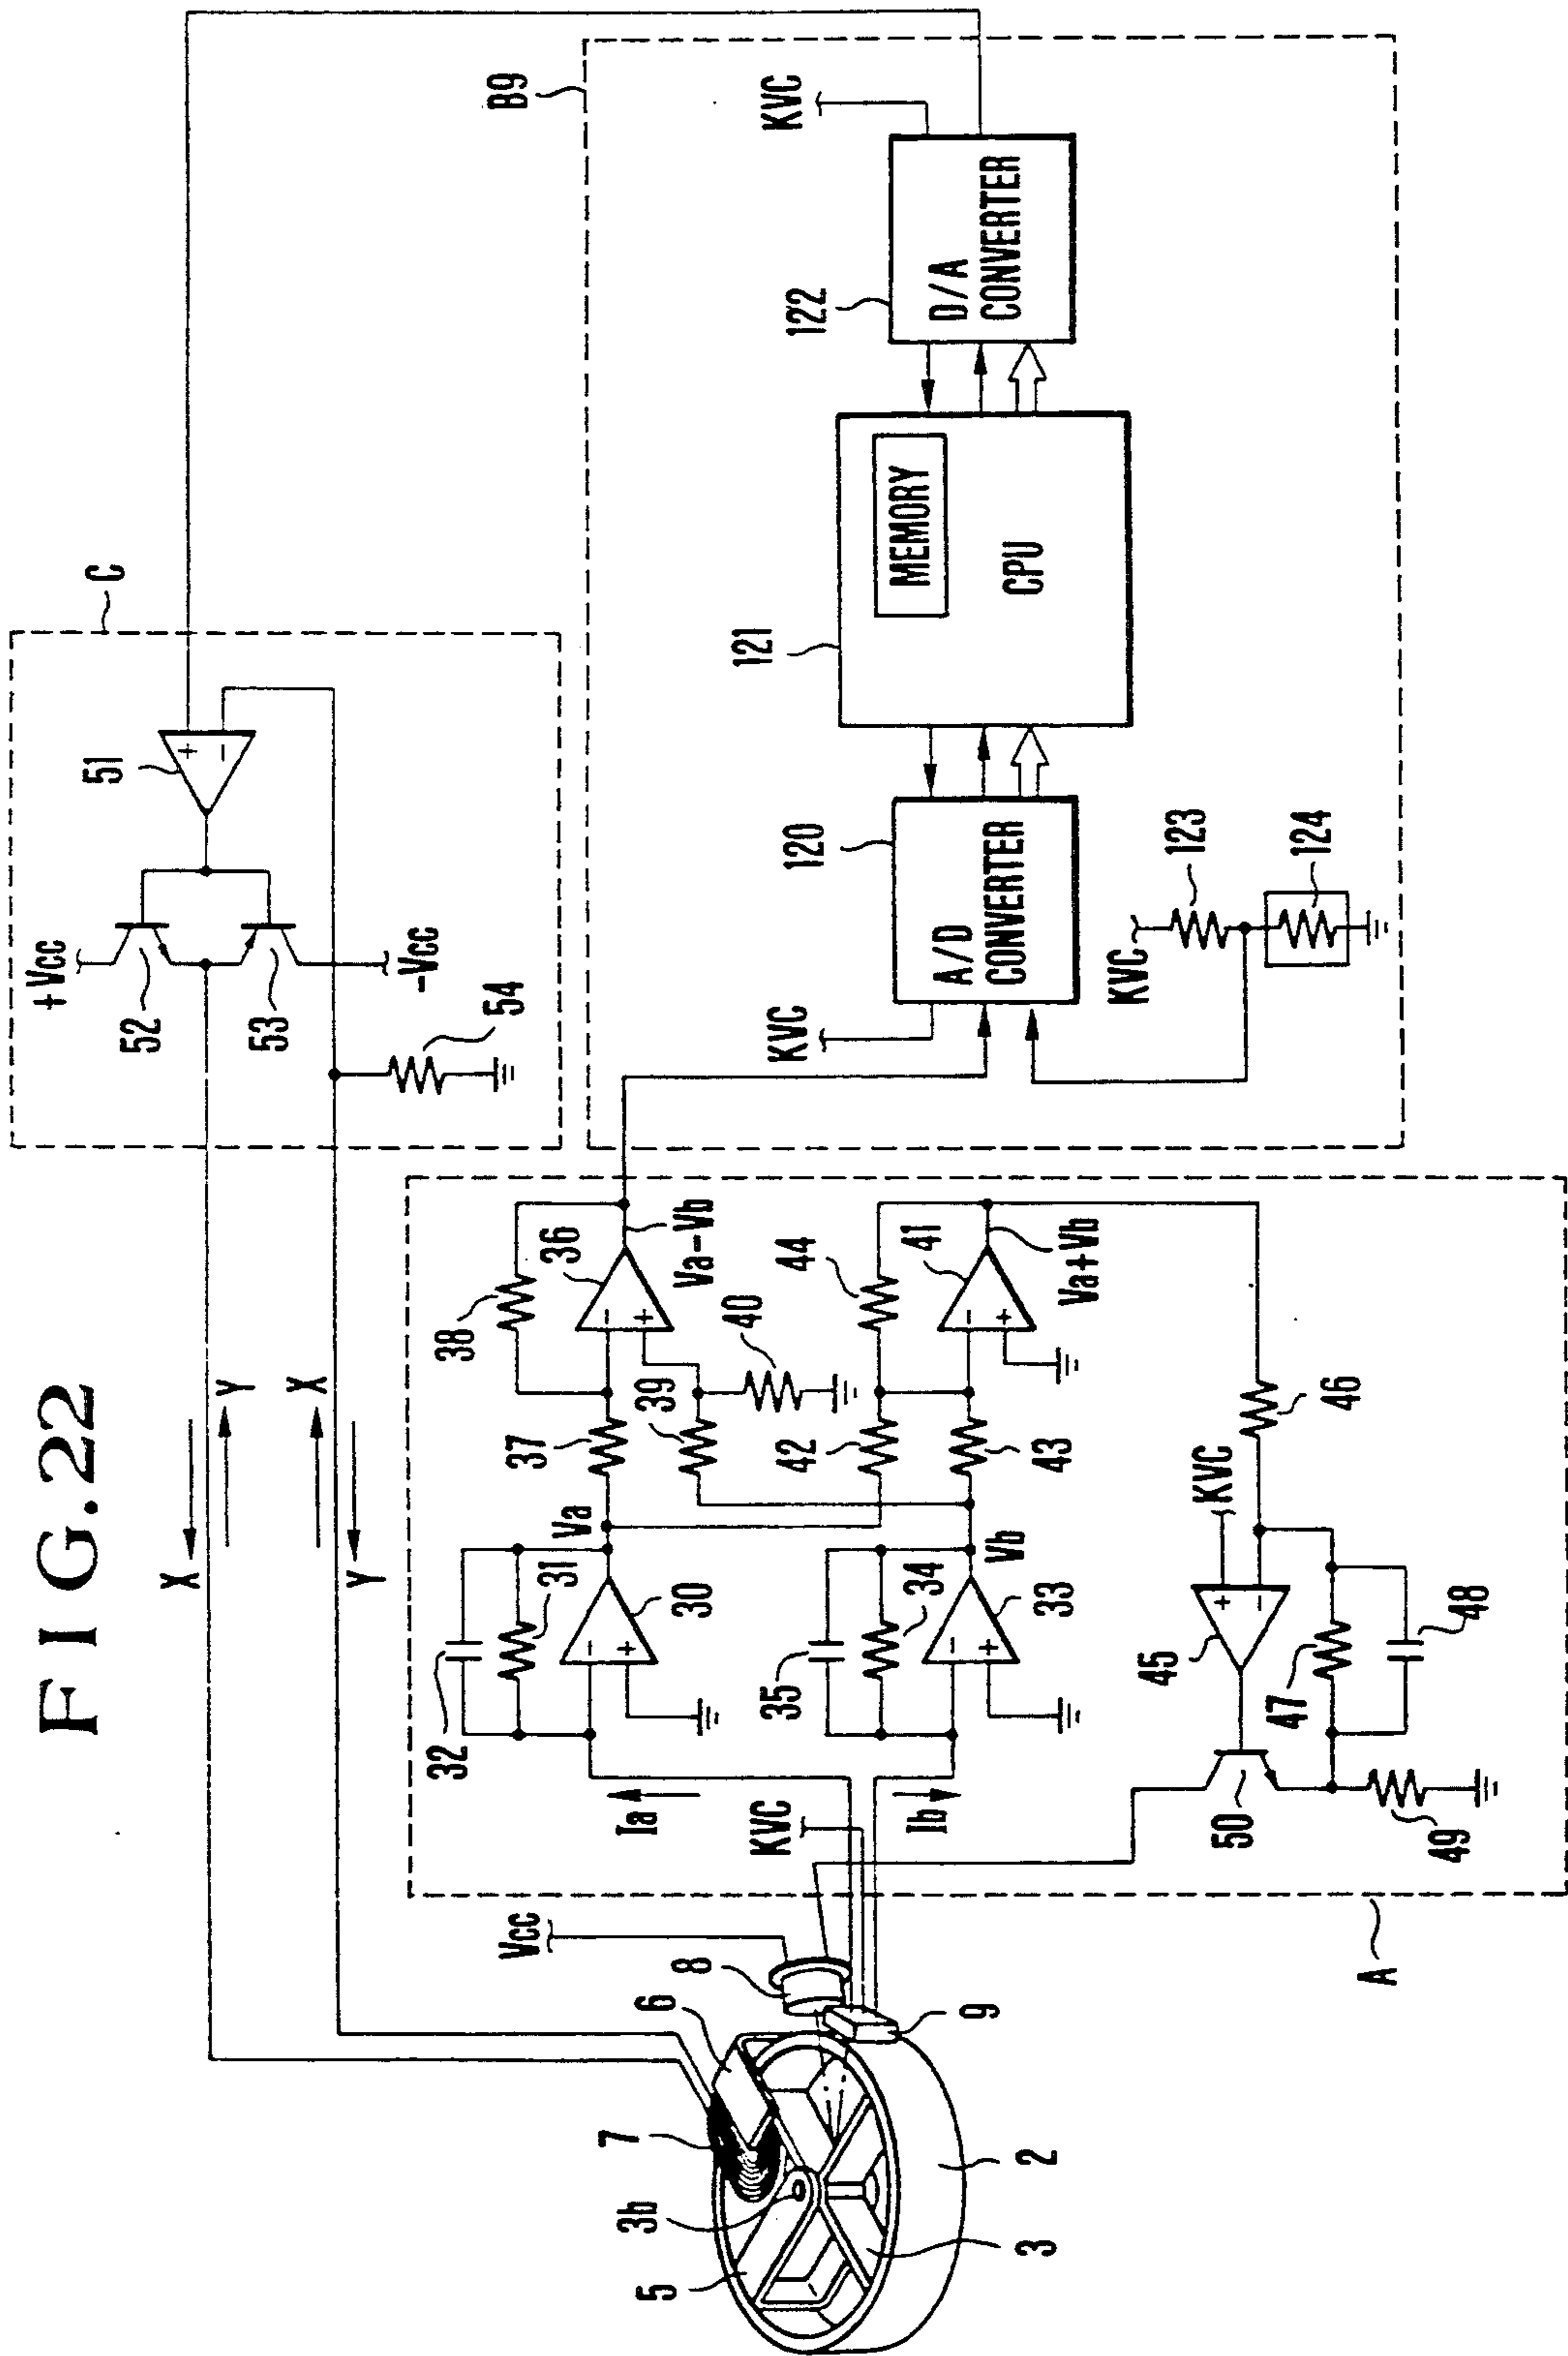 FIG.22
B9
KVC
122
D/A
CONVERTER
121
MEMORY
CPU
120
A/D
CONVERTER
KVC
KVC
123
124
C
51
+
-
+Vcc
52
53
-Vcc
54
X
Y
X
Y
38
36
-
+
Va-Vb
37
39
40
44
41
-
+
Va+Vb
42
43
46
Va
32
31
30
-
+
Vb
35
34
33
-
+
KVC
+
-
45
47
48
50
49
Ia
KVC
Ib
A
Vcc
8
6
9
7
3b
5
3
2